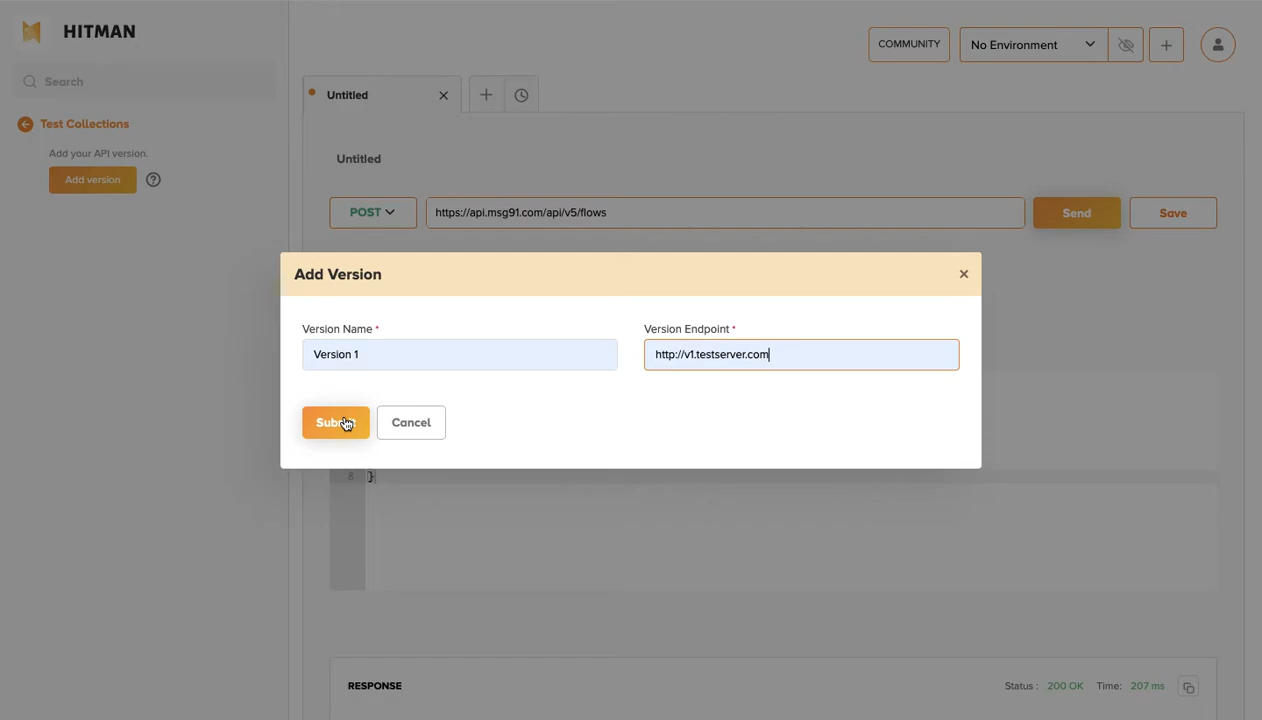 HITMAN
COMMUNITY
No Environment
Search
Untitled
Test Collections
Add your API version.
Untitled
Add version
POST
https://api.msg91.com/api/v5/flows
Send
Save
Add Version
Version Name *
Version Endpoint *
Version 1
http://v1.testserver.com
Submit
Cancel
8 }
RESPONSE
Status : 200 OK Time: 207 ms